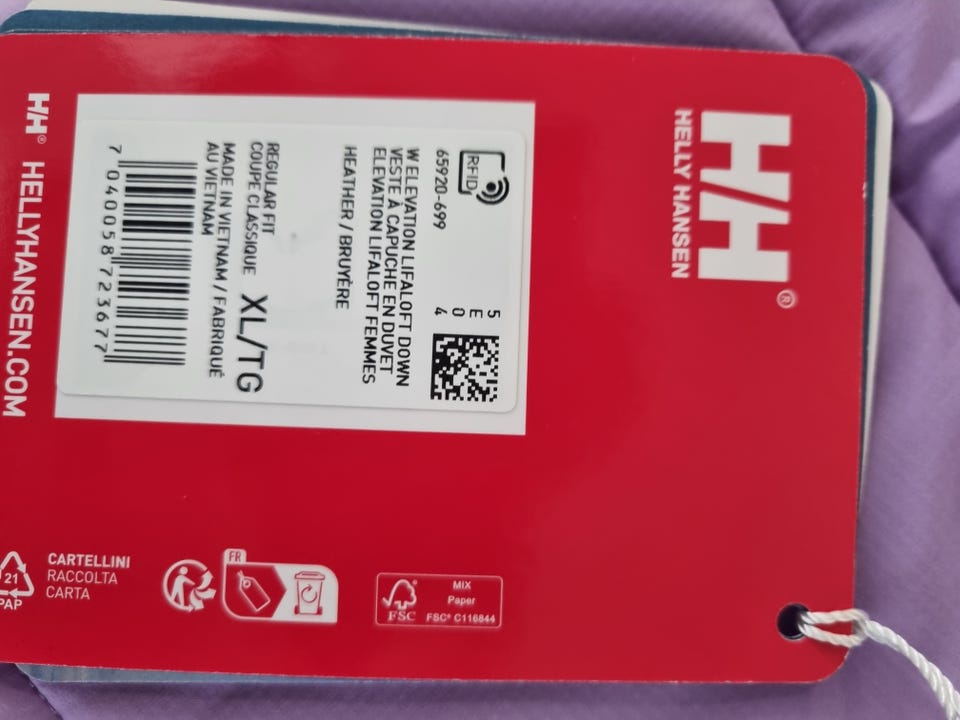 HH®
HELLY HANSEN
RFID
65920-699
5
E 0
4
W ELEVATION LIFALOFT DOWN
VESTE À CAPUCHE EN DUVET
ELEVATION LIFALOFT FEMMES
HEATHER / BRUYÈRE
REGULAR FIT
COUPE CLASSIQUE
XL/TG
MADE IN VIETNAM / FABRIQUÉ
AU VIETNAM
7 040058 723677
HH® HELLYHANSEN.COM
21
PAP
CARTELLINI
RACCOLTA
CARTA
FR
FSC
MIX
Paper
FSC® C116844